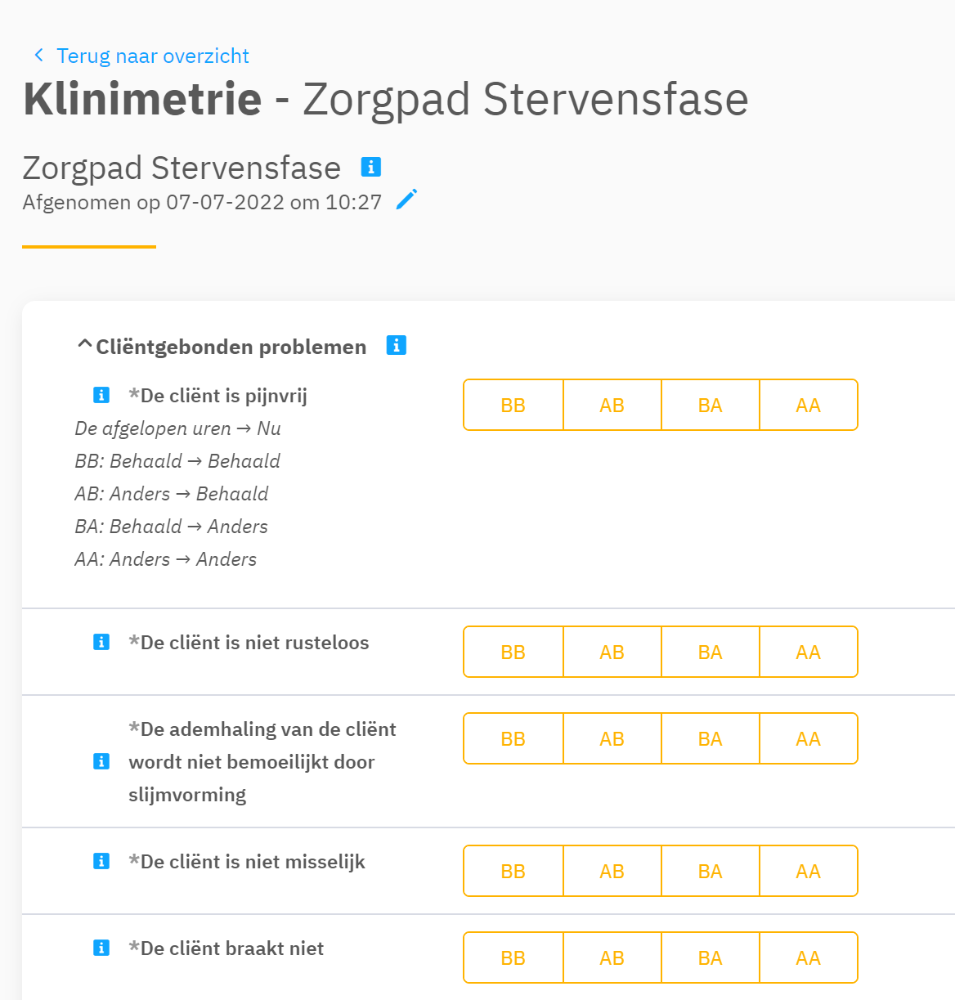 Terug naar overzicht
Klinimetrie - Zorgpad Stervensfase
Zorgpad Stervensfase
Afgenomen op 07-07-2022 om 10:27
Cliëntgebonden problemen
*De cliënt is pijnvrij
BB AB BA AA
De afgelopen uren → Nu
BB: Behaald → Behaald
AB: Anders → Behaald
BA: Behaald → Anders
AA: Anders → Anders
*De cliënt is niet rusteloos
BB AB BA AA
*De ademhaling van de cliënt
wordt niet bemoeilijkt door
slijmvorming
BB AB BA AA
*De cliënt is niet misselijk
BB AB BA AA
*De cliënt braakt niet
BB AB BA AA